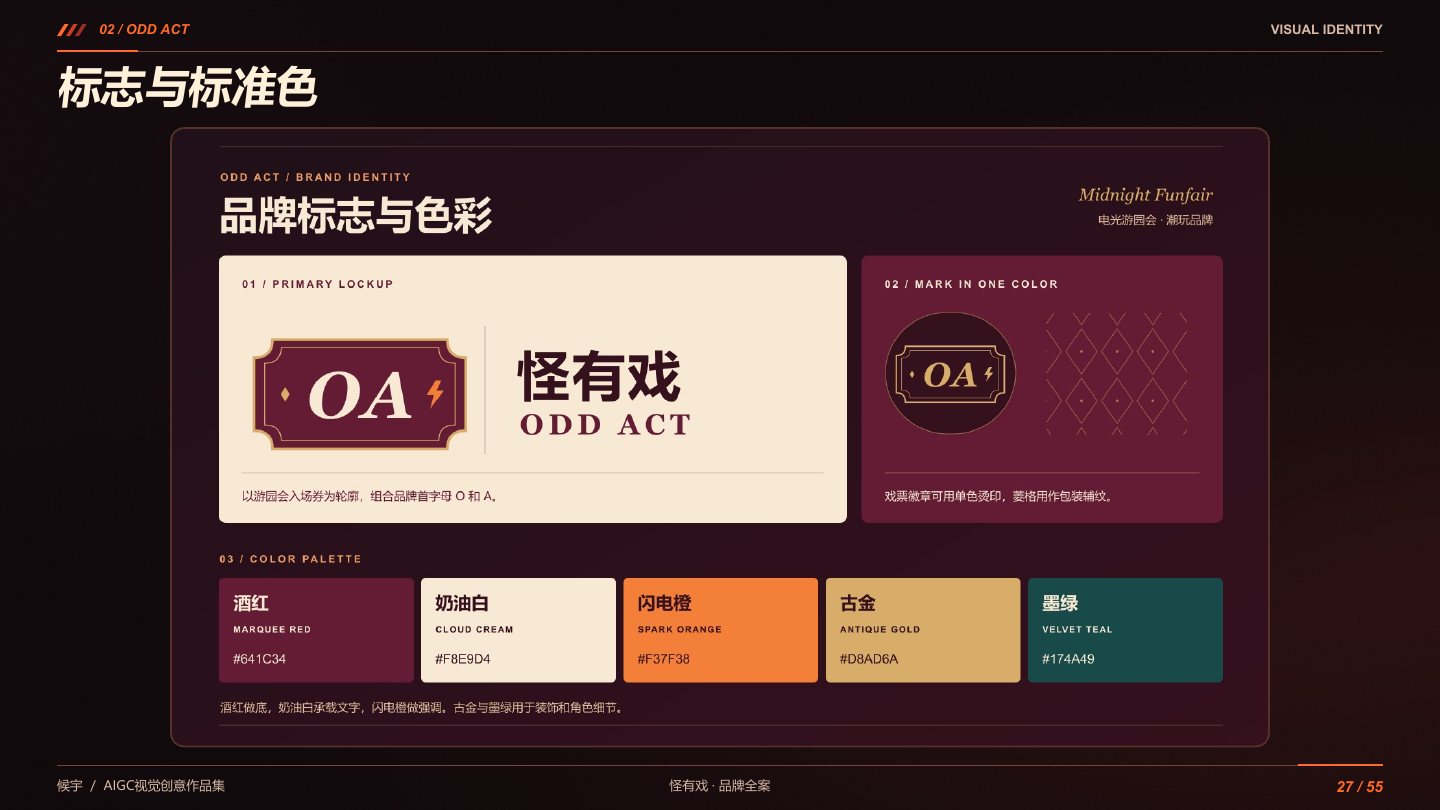 02 / ODD ACT
VISUAL IDENTITY
标志与标准色
ODD ACT / BRAND IDENTITY
品牌标志与色彩
Midnight Funfair
电光游园会 · 潮玩品牌
01 / PRIMARY LOCKUP
OA
怪有戏
ODD ACT
以游园会入场券为轮廓，组合品牌首字母 O 和 A。
02 / MARK IN ONE COLOR
OA
戏票徽章可用单色烫印，菱格用作包装辅纹。
03 / COLOR PALETTE
酒红
MARQUEE RED
#641C34
奶油白
CLOUD CREAM
#F8E9D4
闪电橙
SPARK ORANGE
#F37F38
古金
ANTIQUE GOLD
#D8AD6A
墨绿
VELVET TEAL
#174A49
酒红做底，奶油白承载文字，闪电橙做强调。古金与墨绿用于装饰和角色细节。
候宇 / AIGC视觉创意作品集
怪有戏 · 品牌全案
27 / 55